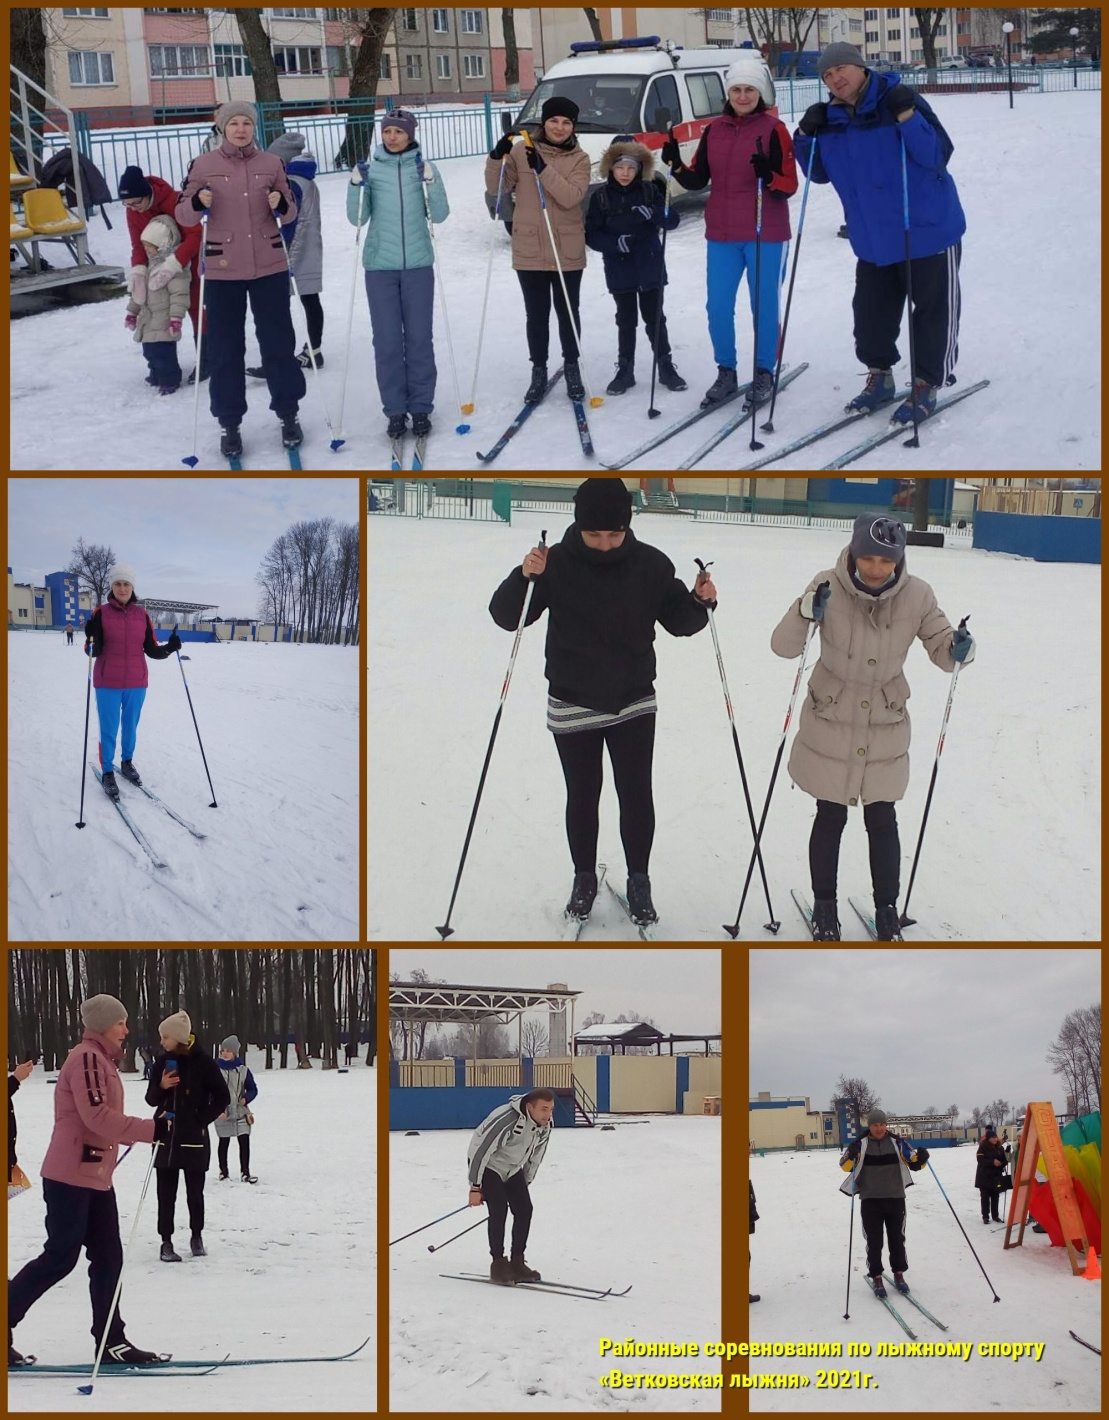 Районные соревнования по лыжному спорту
«Ветковская лыжня» 2021г.